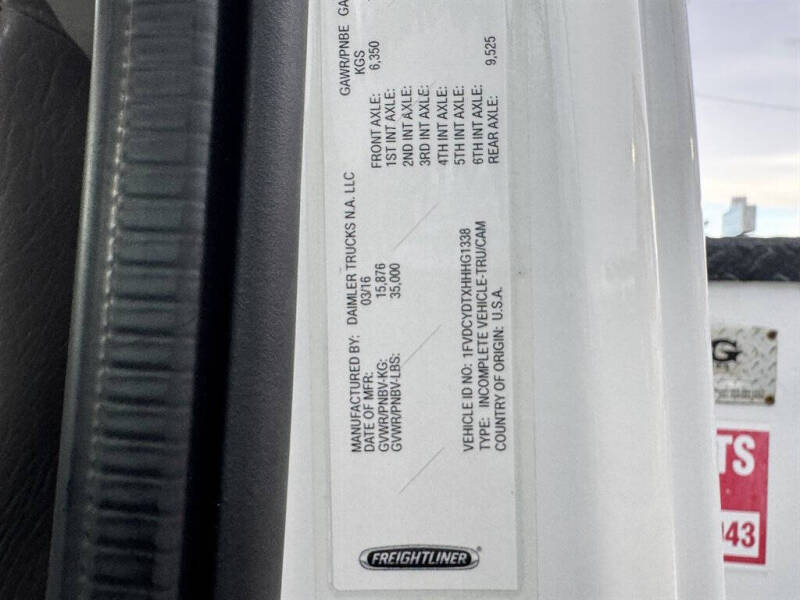 MANUFACTURED BY: DAIMLER TRUCKS N.A. LLC
DATE OF MFR: 03/16
GVWR/PNBV-KG: 15,876
GVWR/PNBV-LBS: 35,000
GAWR/PNBE GA
KGS
FRONT AXLE: 6,350
1ST INT AXLE:
2ND INT AXLE:
3RD INT AXLE:
4TH INT AXLE:
5TH INT AXLE:
6TH INT AXLE:
REAR AXLE: 9,525
VEHICLE ID NO: 1FVDCYDTXHHHG1338
TYPE: INCOMPLETE VEHICLE-TRU/CAM
COUNTRY OF ORIGIN: U.S.A.
FREIGHTLINER®
G
TS
043